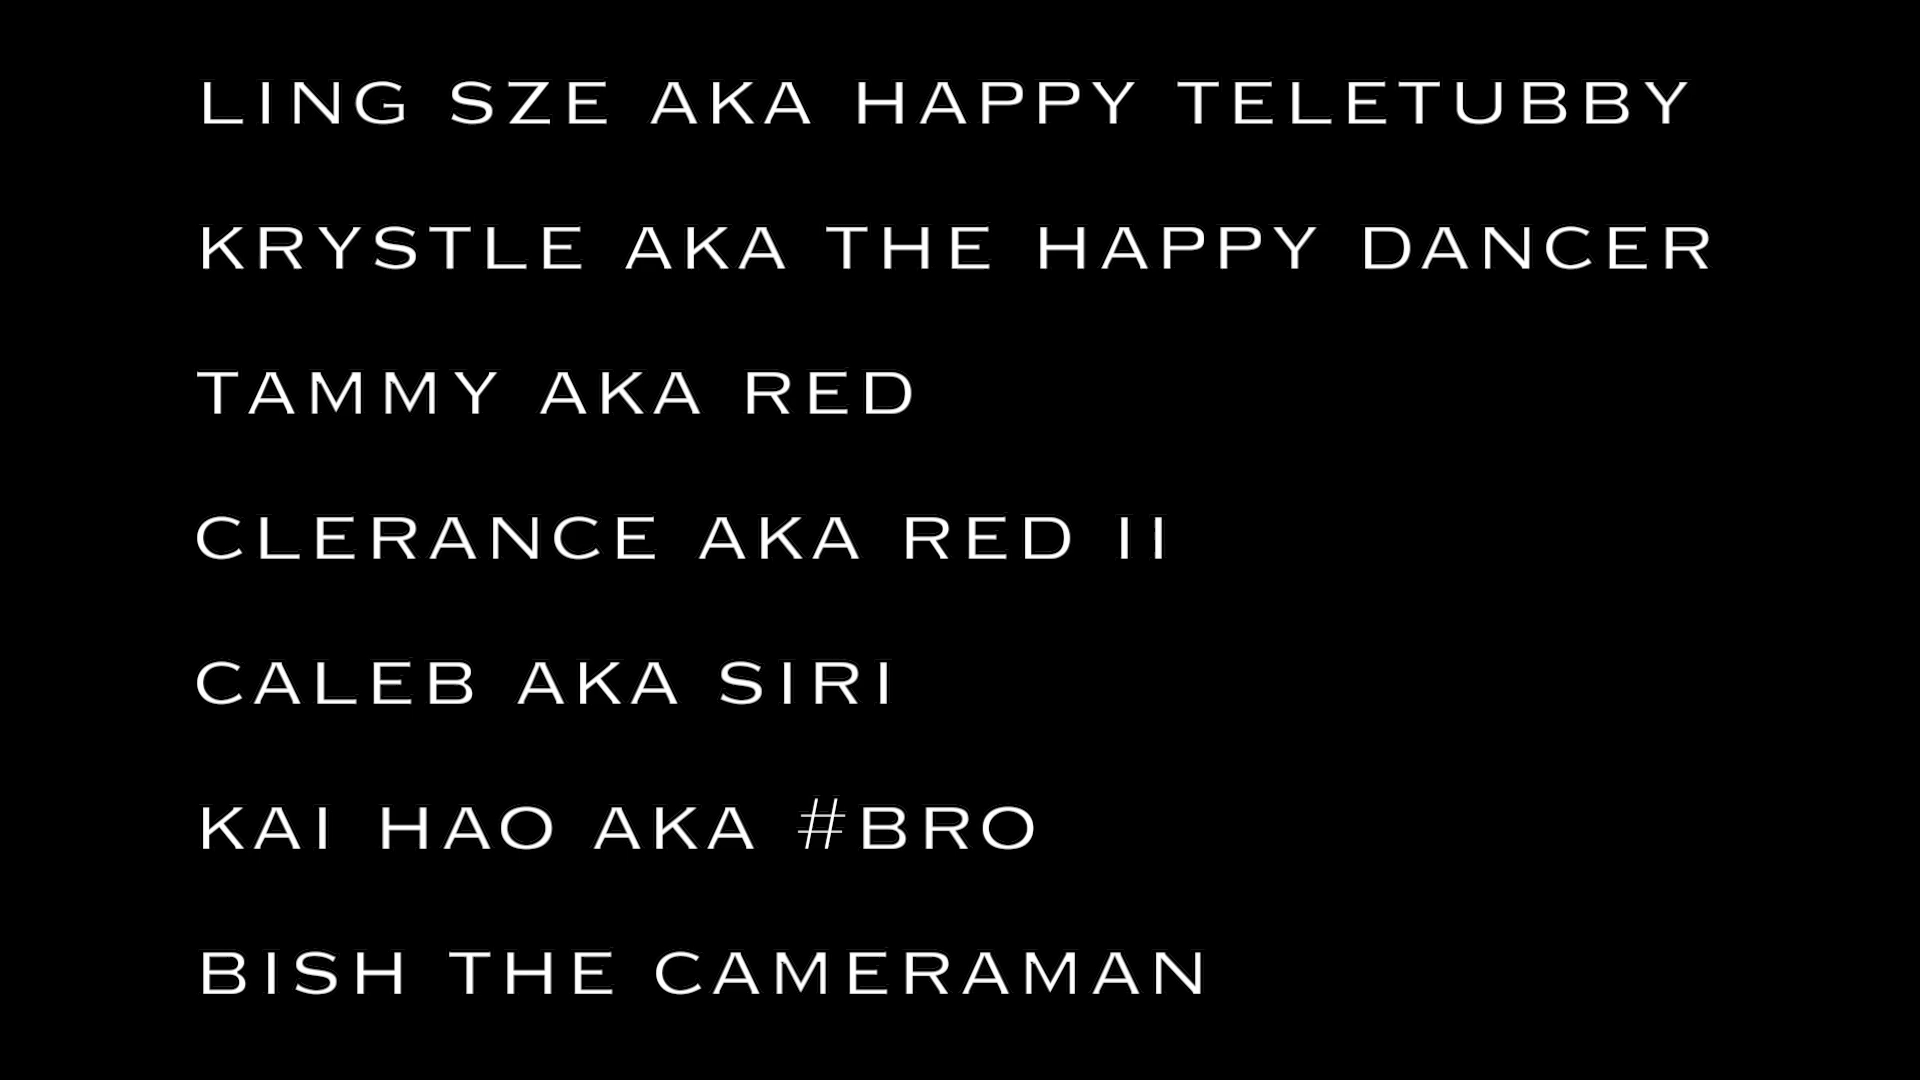 LING SZE AKA HAPPY TELETUBBY
KRYSTLE AKA THE HAPPY DANCER
TAMMY AKA RED
CLERANCE AKA RED II
CALEB AKA SIRI
KAI HAO AKA #BRO
BISH THE CAMERAMAN